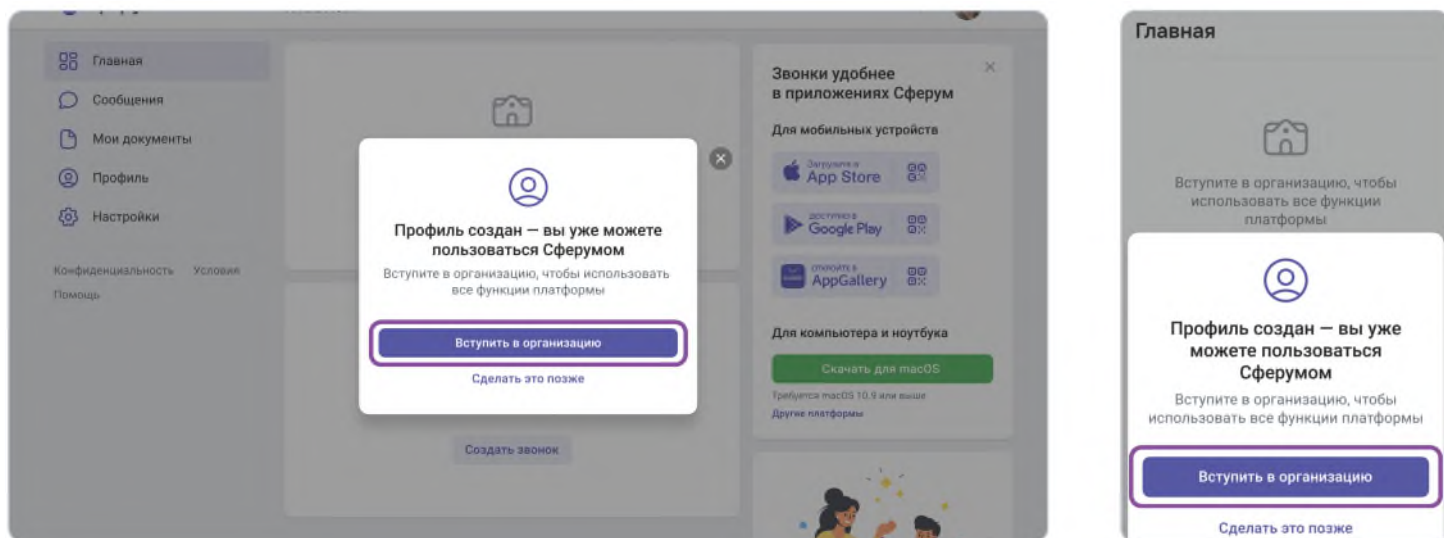 Главная
Сообщения
Мои документы
Профиль
Настройки
Конфиденциальность Условия
Помощь
Профиль создан — вы уже можете
пользоваться Сферумом
Вступите в организацию, чтобы использовать
все функции платформы
Вступить в организацию
Сделать это позже
Создать звонок
Звонки удобнее
в приложениях Сферум
Для мобильных устройств
Загрузите в
App Store
ДОСТУПНО В
Google Play
ОТКРОЙТЕ В
AppGallery
Для компьютера и ноутбука
Скачать для macOS
Требуется macOS 10.9 или выше
Другие платформы
Главная
Вступите в организацию, чтобы
использовать все функции
платформы
Профиль создан — вы уже
можете пользоваться
Сферумом
Вступите в организацию, чтобы
использовать все функции платформы
Вступить в организацию
Сделать это позже